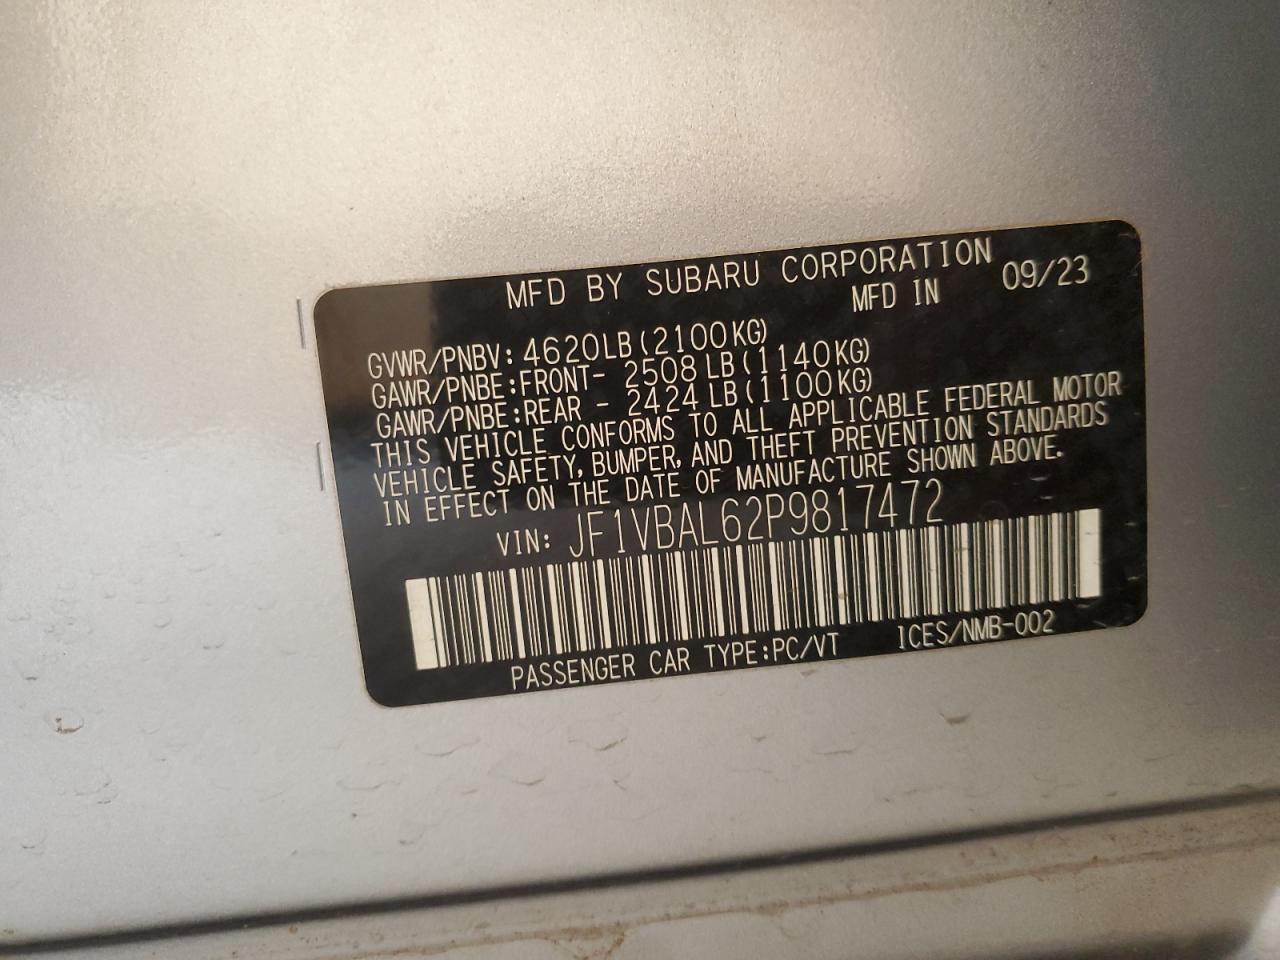 MFD BY SUBARU CORPORATION
MFD IN 09/23
GVWR/PNBV: 4620LB (2100KG)
GAWR/PNBE:FRONT- 2508 LB (1140KG)
GAWR/PNBE:REAR - 2424 LB (1100KG)
THIS VEHICLE CONFORMS TO ALL APPLICABLE FEDERAL MOTOR
VEHICLE SAFETY, BUMPER, AND THEFT PREVENTION STANDARDS
IN EFFECT ON THE DATE OF MANUFACTURE SHOWN ABOVE.
VIN: JF1VBAL62P9817472
PASSENGER CAR TYPE:PC/VT ICES/NMB-002